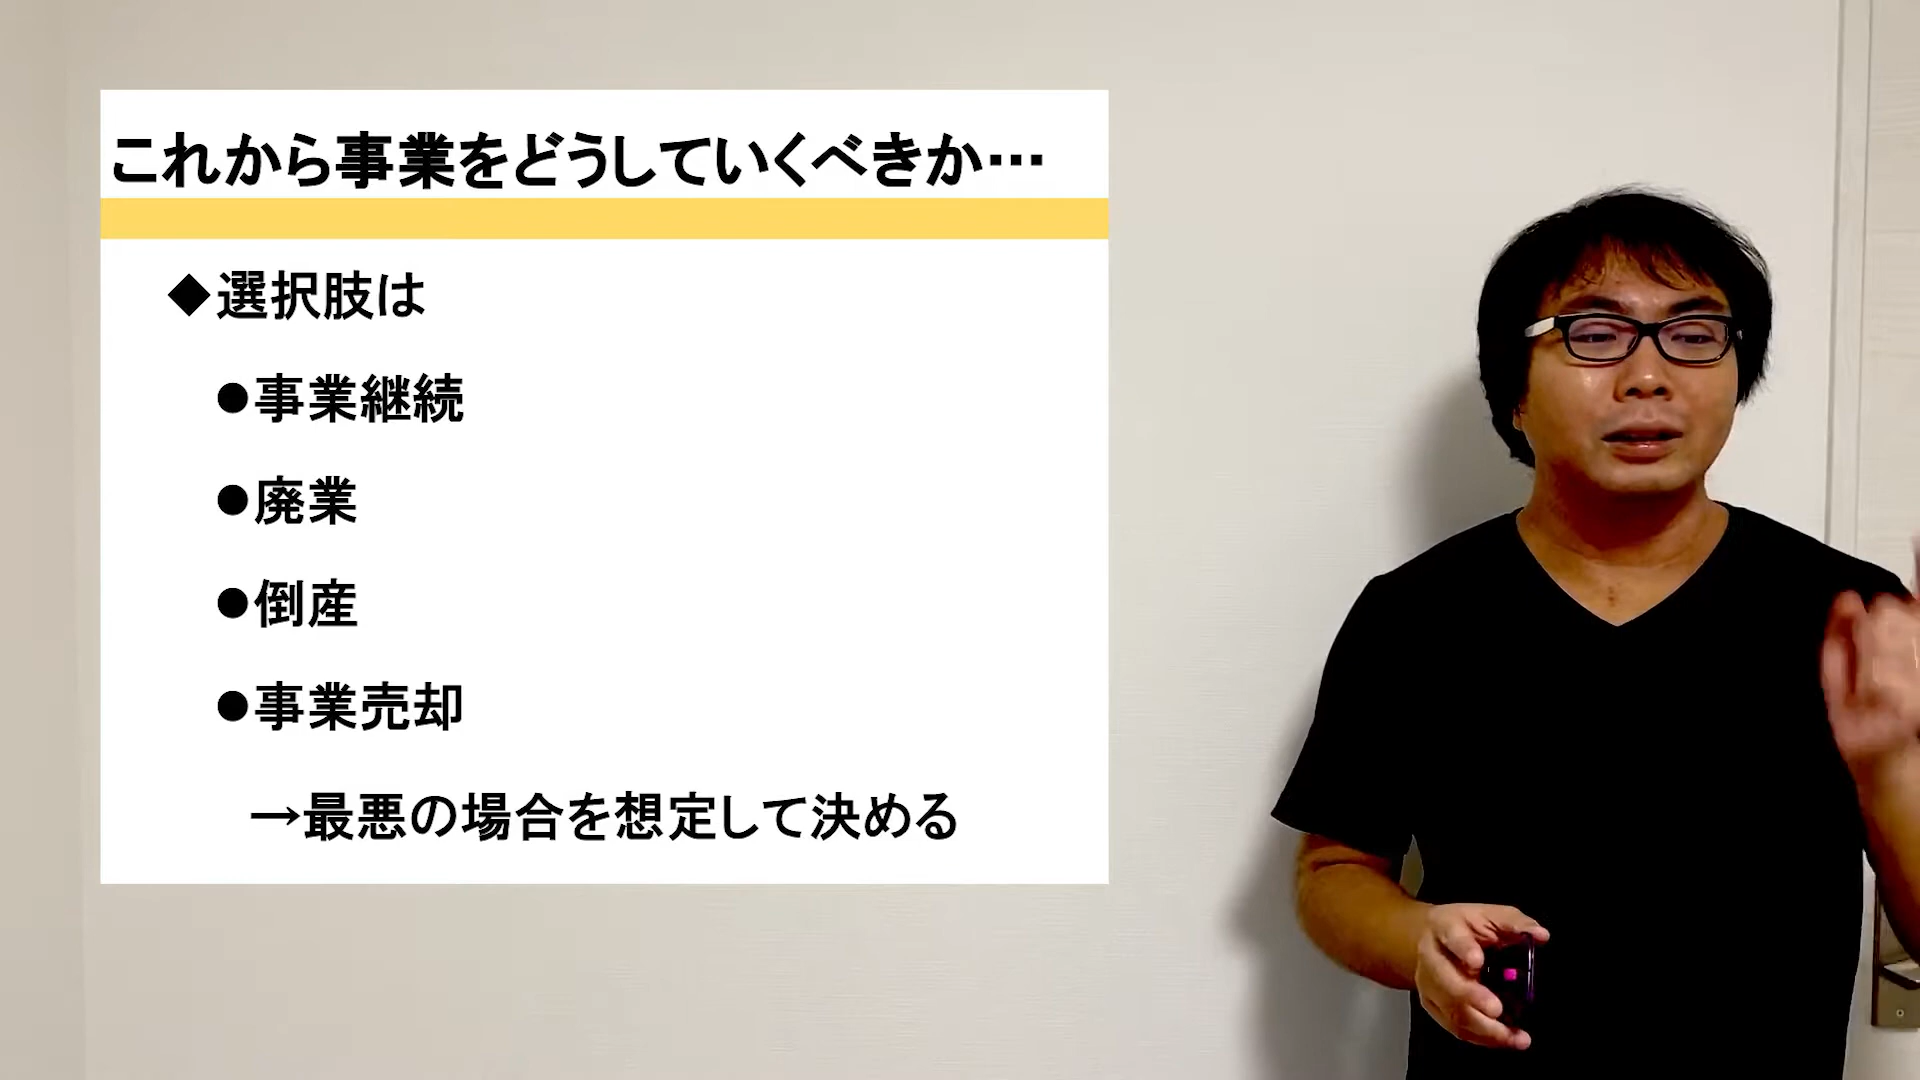 これから事業をどうしていくべきか…
◆選択肢は
●事業継続
●廃業
●倒産
●事業売却
→最悪の場合を想定して決める